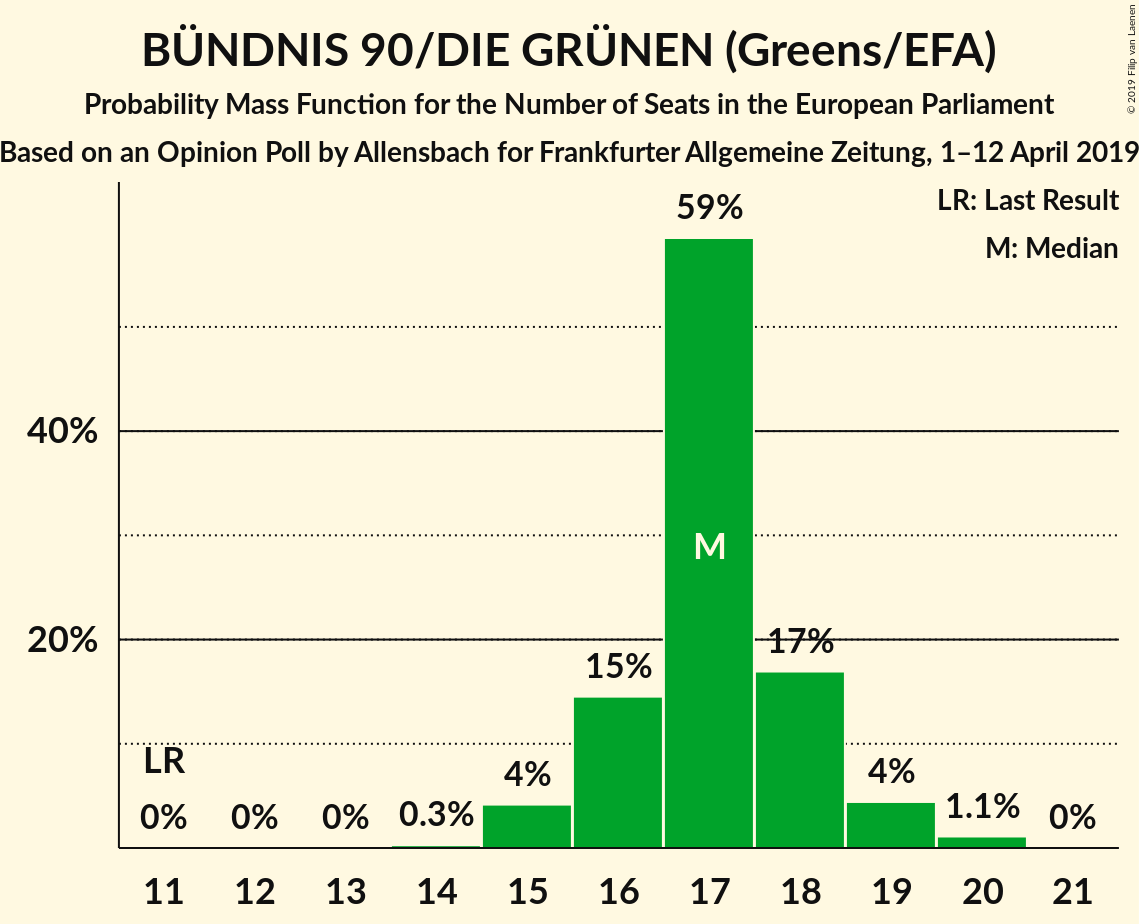 BÜNDNIS 90/DIE GRÜNEN (Greens/EFA)
Probability Mass Function for the Number of Seats in the European Parliament
Based on an Opinion Poll by Allensbach for Frankfurter Allgemeine Zeitung, 1–12 April 2019
© 2019 Filip van Laenen
LR: Last Result
M: Median
59%
40%
M
20%
17%
15%
LR
4%
4%
0%
0%
0%
0.3%
1.1%
0%
11 12 13 14 15 16 17 18 19 20 21